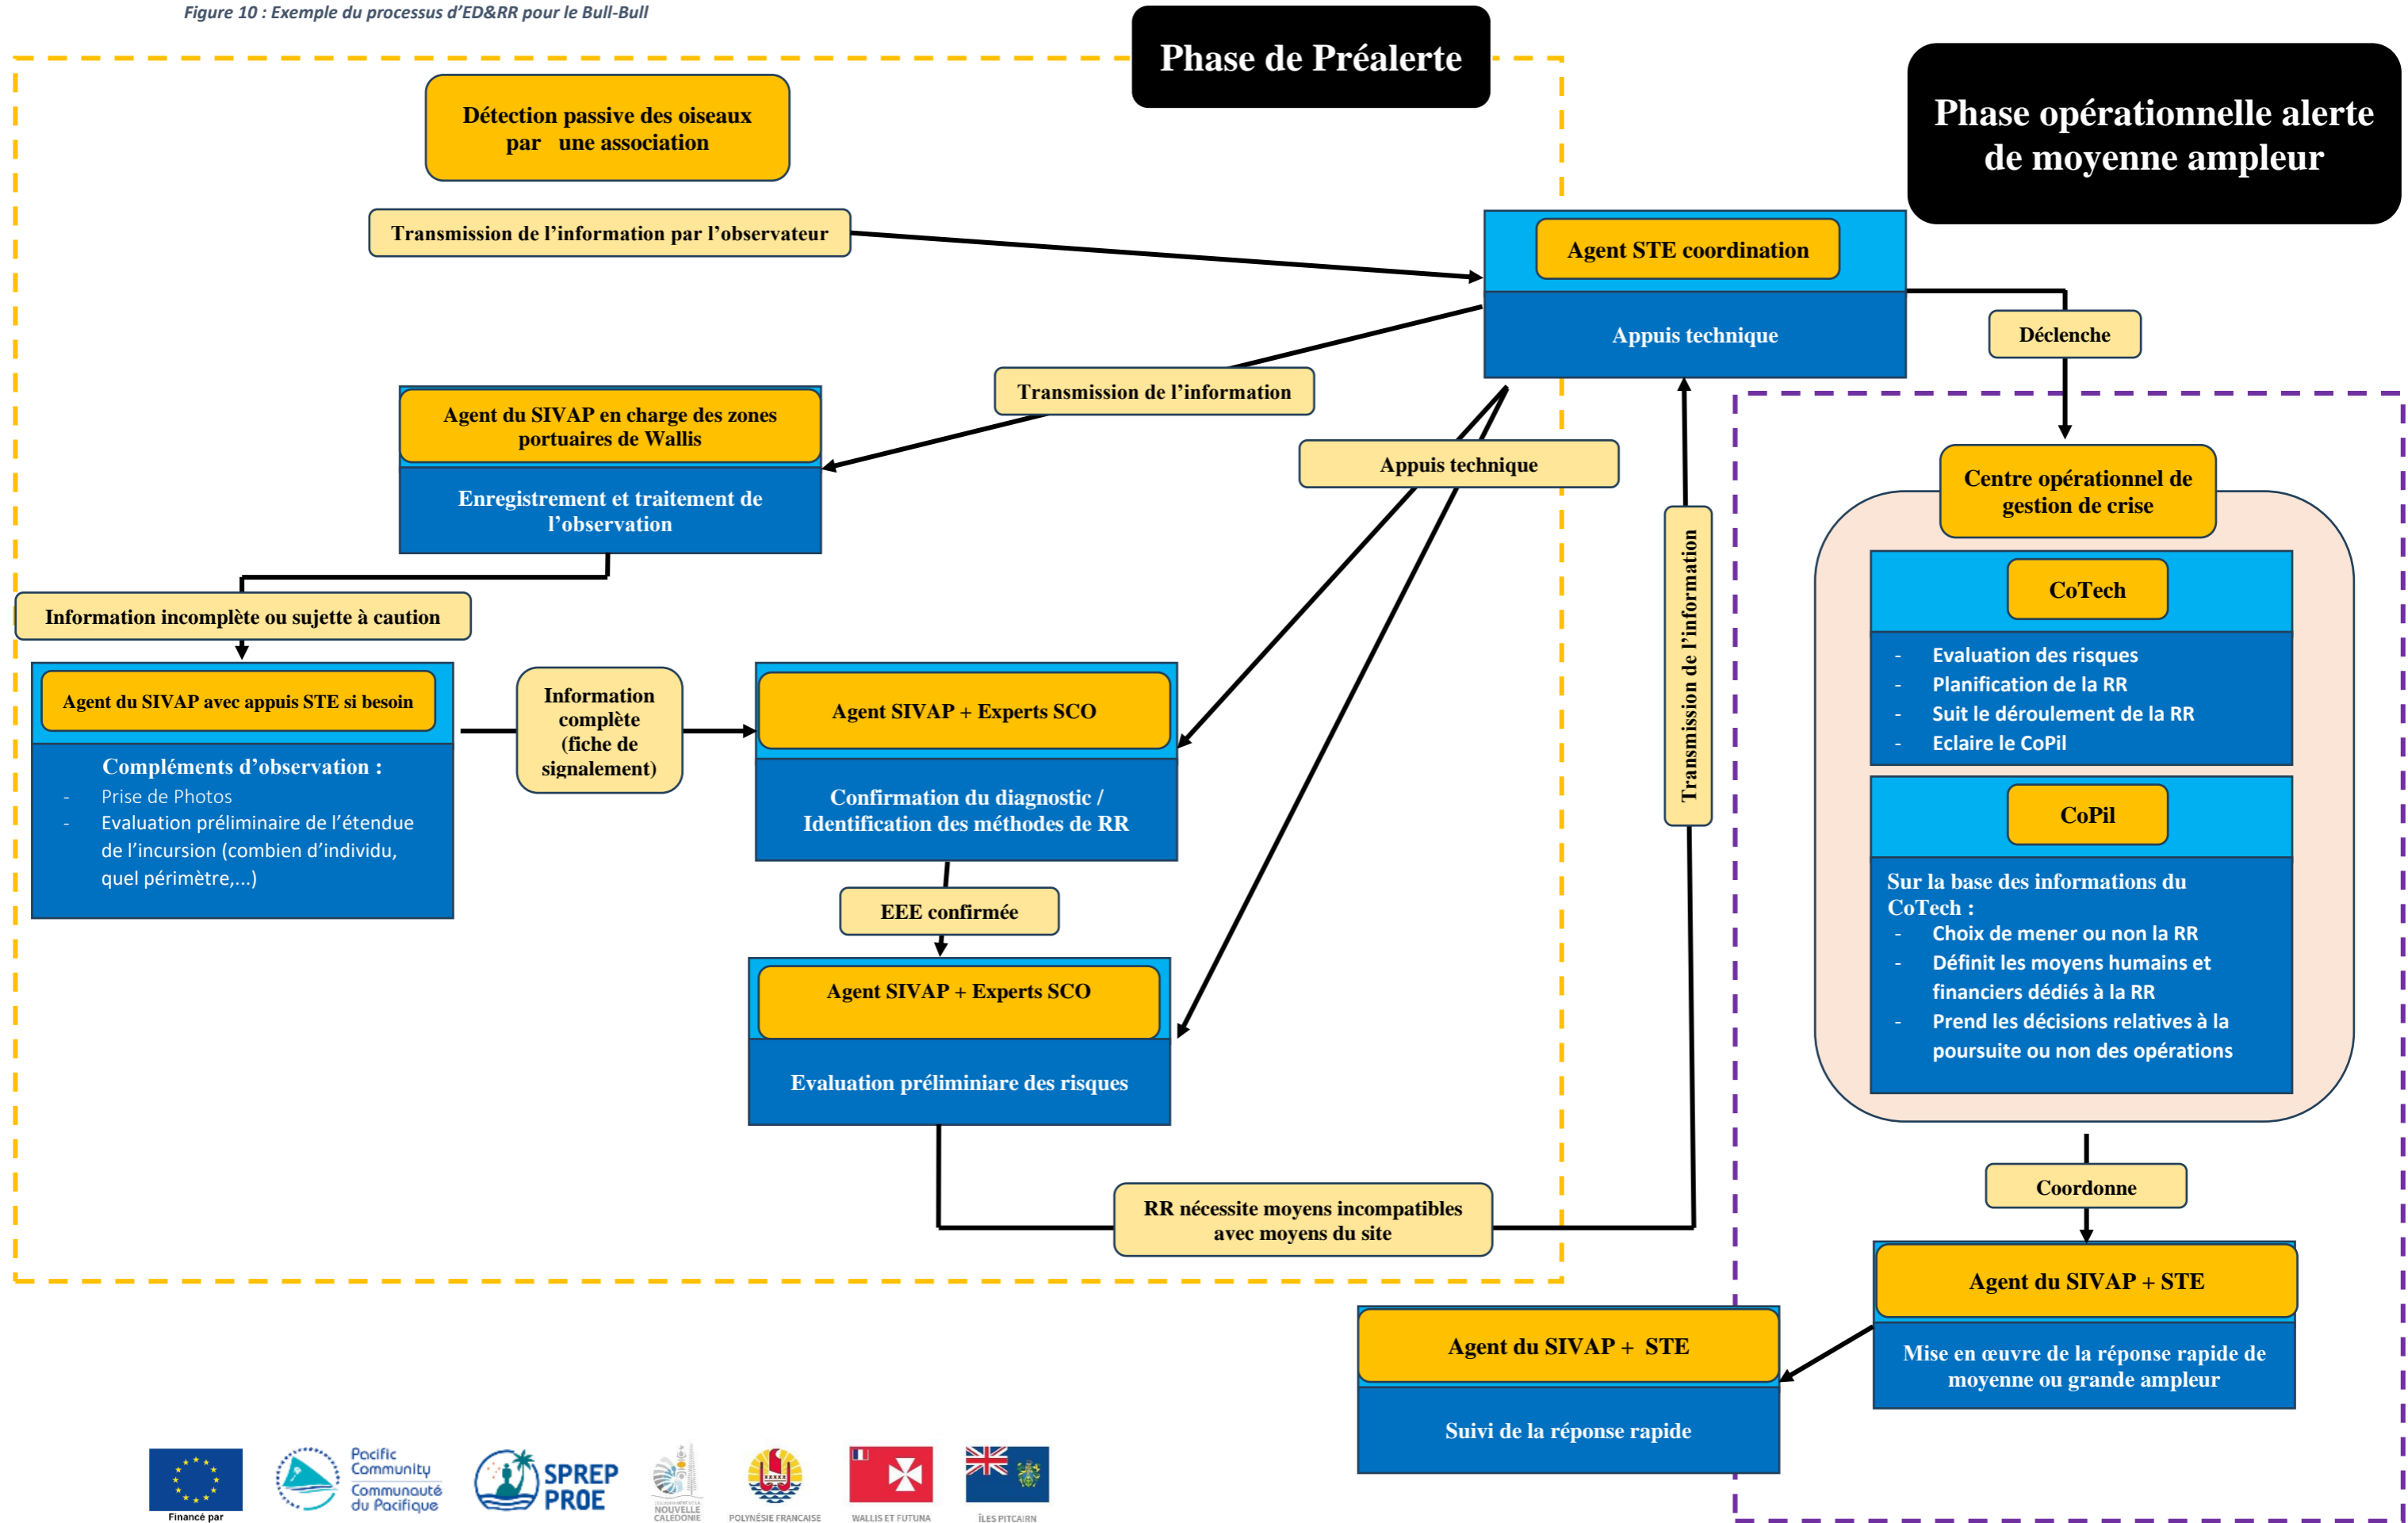 Figure 10 : Exemple du processus d'ED&RR pour le Bull-Bull
Phase de Préalerte
Phase opérationnelle alerte
de moyenne ampleur
Détection passive des oiseaux
par une association
Transmission de l'information par l'observateur
Agent STE coordination
Appuis technique
Déclenche
Transmission de l'information
Agent du SIVAP en charge des zones
portuaires de Wallis
Enregistrement et traitement de
l'observation
Appuis technique
Information incomplète ou sujette à caution
Agent du SIVAP avec appuis STE si besoin
Compléments d'observation :
- Prise de Photos
- Evaluation préliminaire de l'étendue
de l'incursion (combien d'individu,
quel périmètre,...)
Information
complète
(fiche de
signalement)
Agent SIVAP + Experts SCO
Confirmation du diagnostic /
Identification des méthodes de RR
EEE confirmée
Agent SIVAP + Experts SCO
Evaluation préliminiare des risques
RR nécessite moyens incompatibles
avec moyens du site
Transmission de l'information
Centre opérationnel de
gestion de crise
CoTech
- Evaluation des risques
- Planification de la RR
- Suit le déroulement de la RR
- Eclaire le CoPil
CoPil
Sur la base des informations du
CoTech :
- Choix de mener ou non la RR
- Définit les moyens humains et
financiers dédiés à la RR
- Prend les décisions relatives à la
poursuite ou non des opérations
Coordonne
Agent du SIVAP + STE
Mise en œuvre de la réponse rapide de
moyenne ou grande ampleur
Agent du SIVAP + STE
Suivi de la réponse rapide
Financé par
Pacific
Community
Communauté
du Pacifique
SPREP
PROE
NOUVELLE
CALÉDONIE
POLYNÉSIE FRANÇAISE
WALLIS ET FUTUNA
ÎLES PITCAIRN